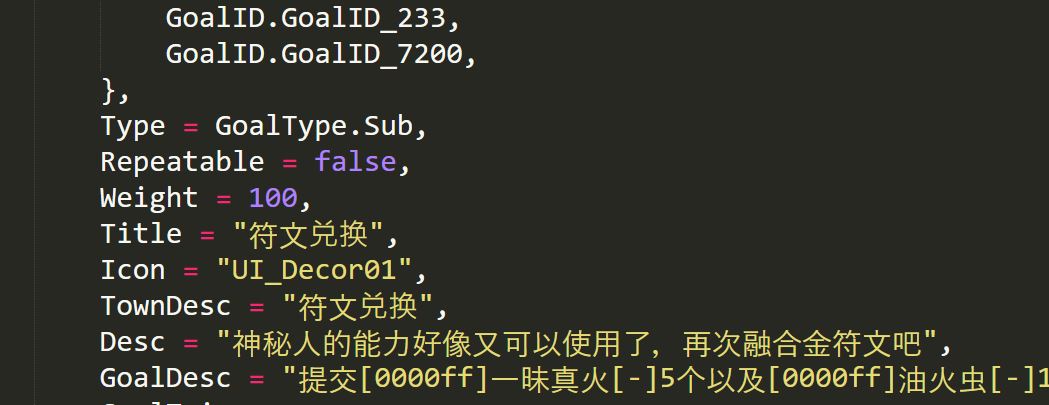 GoalID.GoalID_233,
GoalID.GoalID_7200,
},
Type = GoalType.Sub,
Repeatable = false,
Weight = 100,
Title = "符文兑换",
Icon = "UI_Decor01",
TownDesc = "符文兑换",
Desc = "神秘人的能力好像又可以使用了，再次融合金符文吧",
GoalDesc = "提交[0000ff]一昧真火[-]5个以及[0000ff]油火虫[-]1